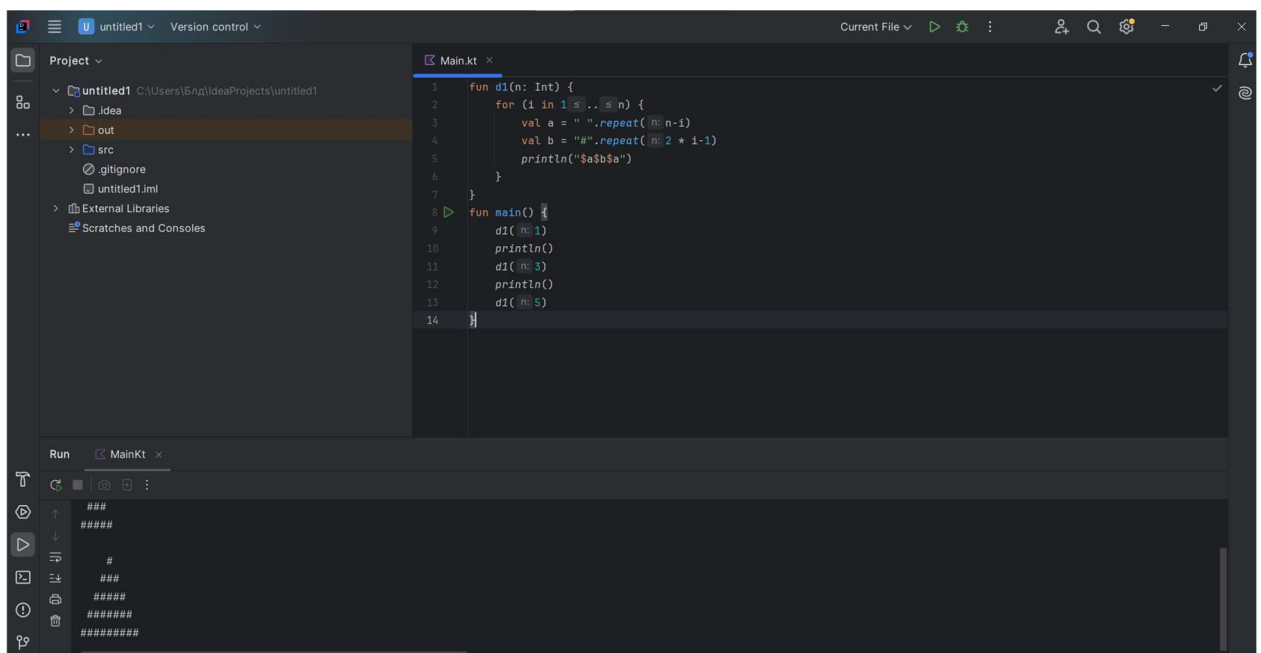 U untitled1 Version control Current File
Project
untitled1 C:\Users\Блд\IdeaProjects\untitled1
.idea
out
src
.gitignore
untitled1.iml
External Libraries
Scratches and Consoles
Main.kt
1 fun d1(n: Int) {
2     for (i in 1 ≤ .. ≤ n) {
3         val a = " ".repeat( n: n-i)
4         val b = "#".repeat( n: 2 * i-1)
5         println("$a$b$a")
6     }
7 }
8 fun main() {
9     d1( n: 1)
10     println()
11     d1( n: 3)
12     println()
13     d1( n: 5)
14 }
Run MainKt
 ###
#####
    #
   ###
  #####
 #######
#########